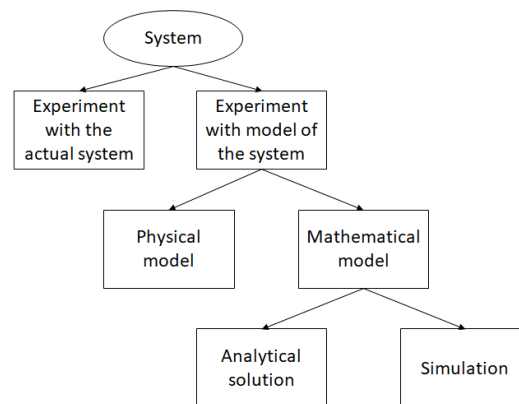 System
Experiment
with the
actual system
Experiment
with model of
the system
Physical
model
Mathematical
model
Analytical
solution
Simulation